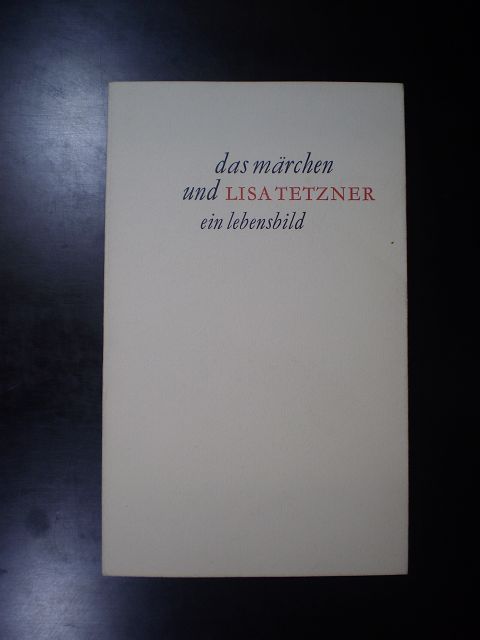 das märchen
und LISA TETZNER
ein lebensbild